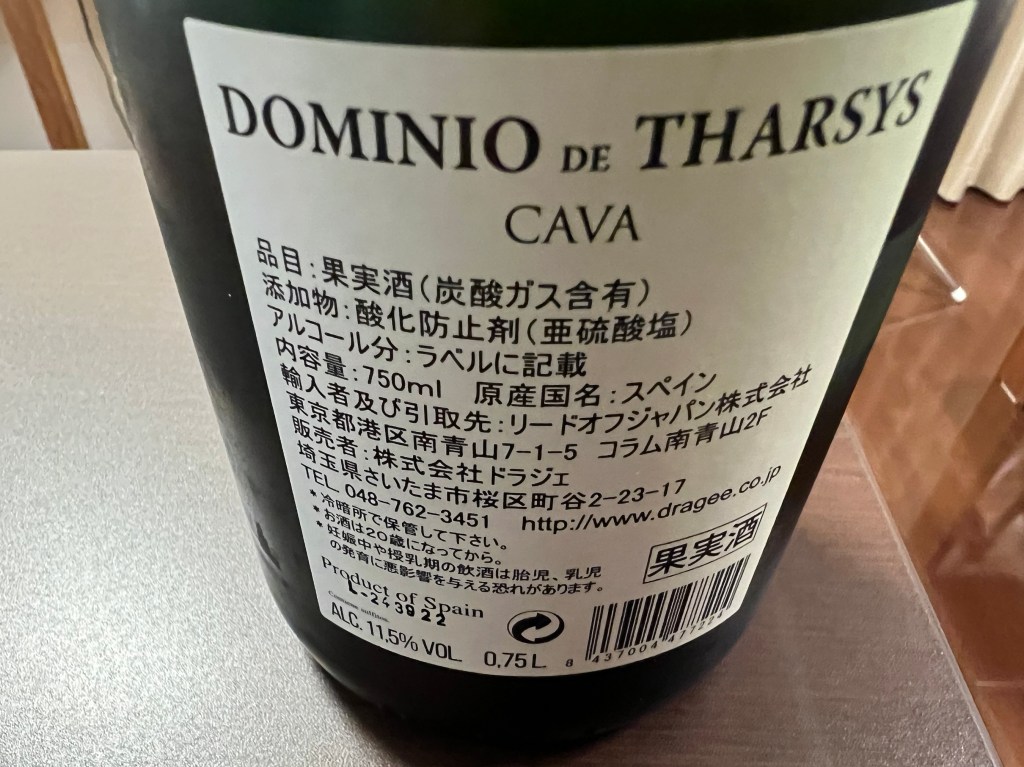 DOMINIO DE THARSYS
CAVA
品目:果実酒(炭酸ガス含有)
添加物:酸化防止剤(亜硫酸塩)
アルコール分:ラベルに記載
内容量:750ml 原産国名:スペイン
輸入者及び引取先:リードオフジャパン株式会社
東京都港区南青山7-1-5 コラム南青山2F
販売者:株式会社ドラジェ
埼玉県さいたま市桜区町谷2-23-17
TEL 048-762-3451 http://www.dragee.co.jp
*冷暗所で保管して下さい。
*お酒は20歳になってから。
*妊娠中や授乳期の飲酒は胎児、乳児
の発育に悪影響を与える恐れがあります。
果実酒
Product of Spain
L-243922
ALC. 11,5% VOL 0,75 L
8 437004 477224